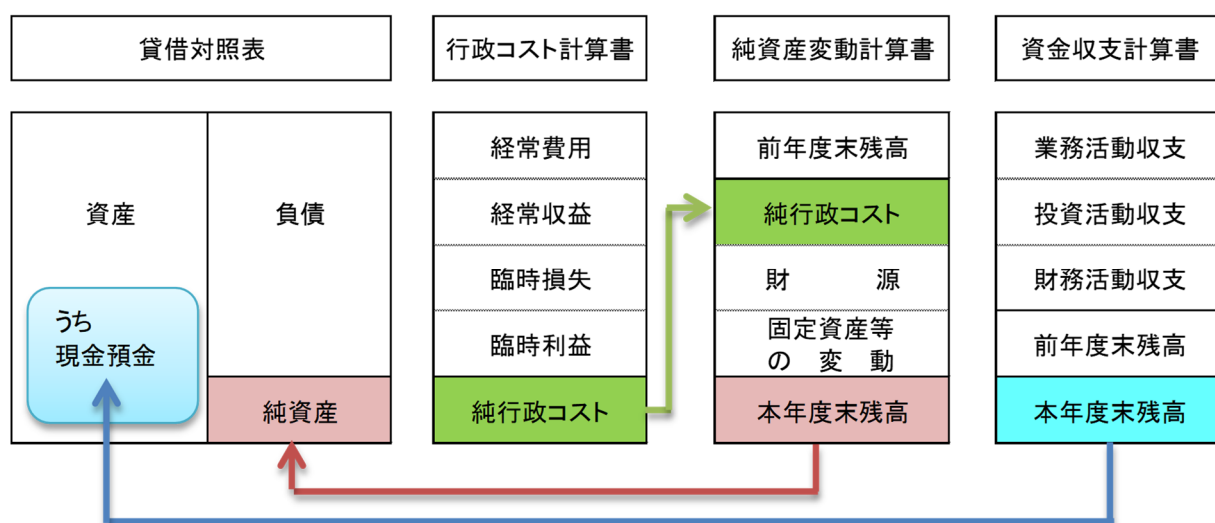 貸借対照表
行政コスト計算書
純資産変動計算書
資金収支計算書
資産
うち
現金預金
負債
純資産
経常費用
経常収益
臨時損失
臨時利益
純行政コスト
前年度末残高
純行政コスト
財　　源
固定資産等
の　変　動
本年度末残高
業務活動収支
投資活動収支
財務活動収支
前年度末残高
本年度末残高